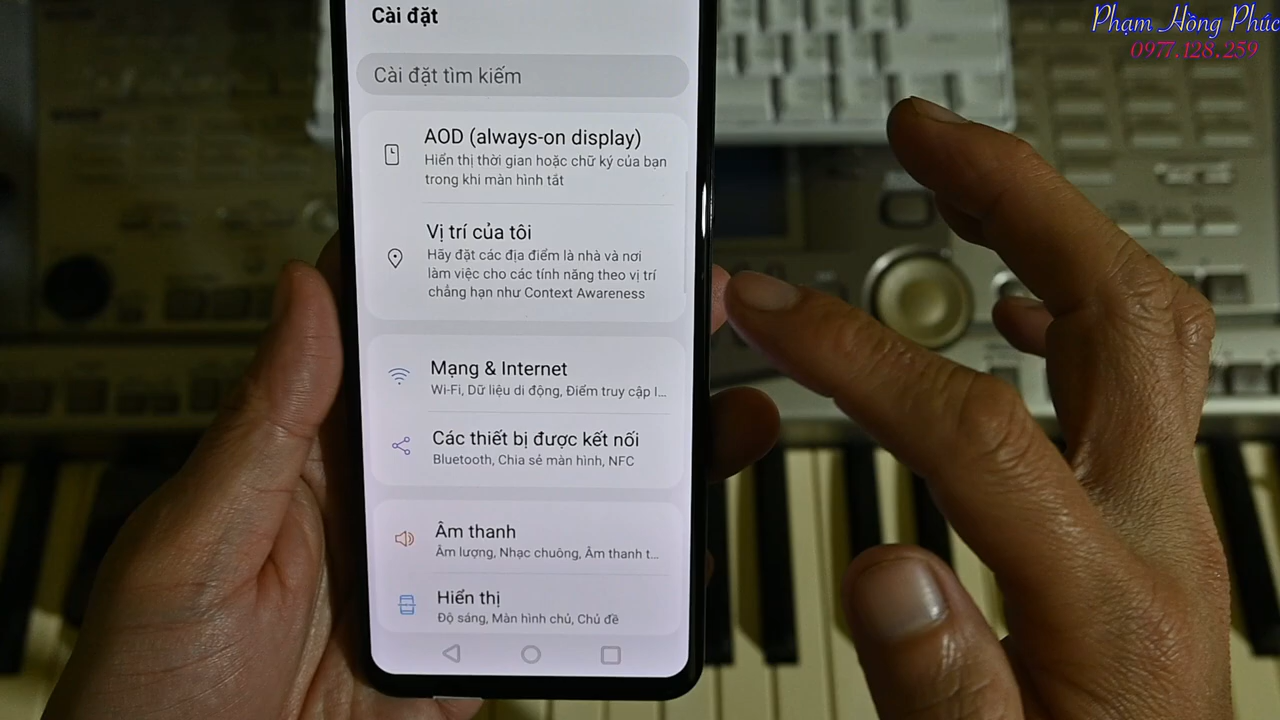 Phạm Hồng Phúc
0977.128.259
Cài đặt
Cài đặt tìm kiếm
AOD (always-on display)
Hiển thị thời gian hoặc chữ ký của bạn
trong khi màn hình tắt
Vị trí của tôi
Hãy đặt các địa điểm là nhà và nơi
làm việc cho các tính năng theo vị trí
chẳng hạn như Context Awareness
Mạng & Internet
Wi-Fi, Dữ liệu di động, Điểm truy cập I...
Các thiết bị được kết nối
Bluetooth, Chia sẻ màn hình, NFC
Âm thanh
Âm lượng, Nhạc chuông, Âm thanh t...
Hiển thị
Độ sáng, Màn hình chủ, Chủ đề